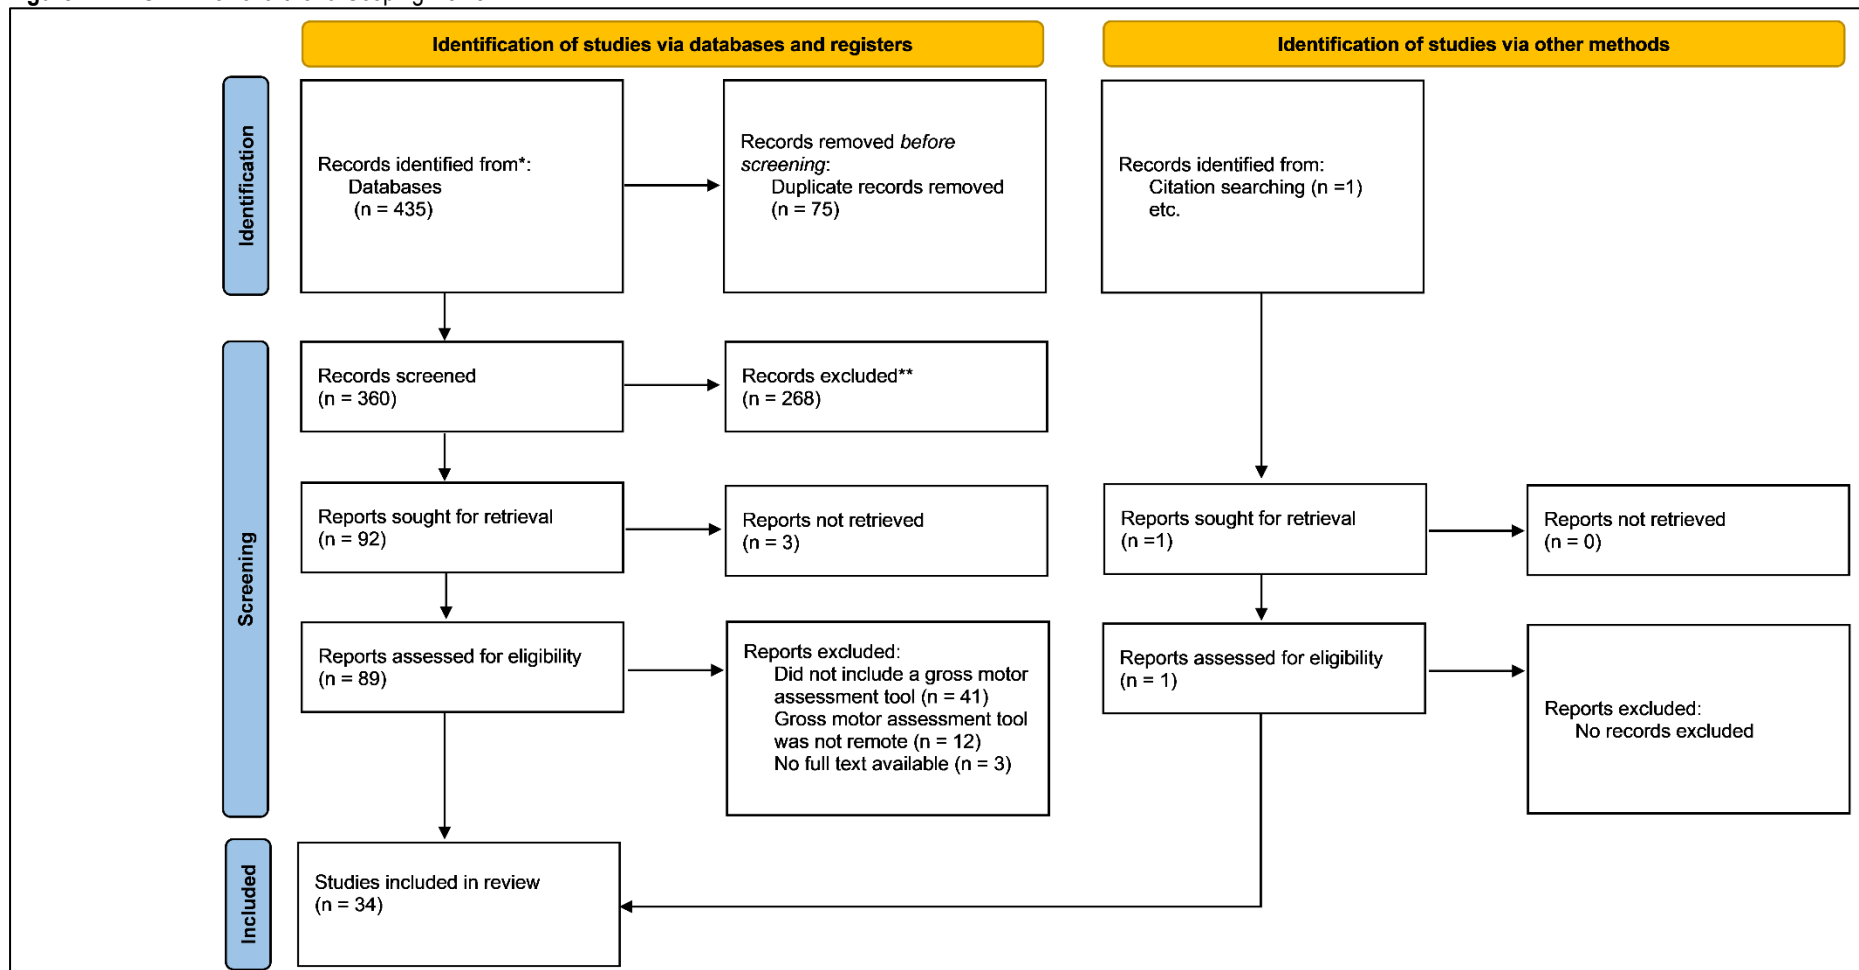 Identification of studies via databases and registers
Identification of studies via other methods
Identification
Records identified from*:
Databases
(n = 435)
Records removed before
screening:
Duplicate records removed
(n = 75)
Records identified from:
Citation searching (n =1)
etc.
Screening
Records screened
(n = 360)
Records excluded**
(n = 268)
Reports sought for retrieval
(n = 92)
Reports not retrieved
(n = 3)
Reports sought for retrieval
(n =1)
Reports not retrieved
(n = 0)
Reports assessed for eligibility
(n = 89)
Reports excluded:
Did not include a gross motor
assessment tool (n = 41)
Gross motor assessment tool
was not remote (n = 12)
No full text available (n = 3)
Reports assessed for eligibility
(n = 1)
Reports excluded:
No records excluded
Included
Studies included in review
(n = 34)